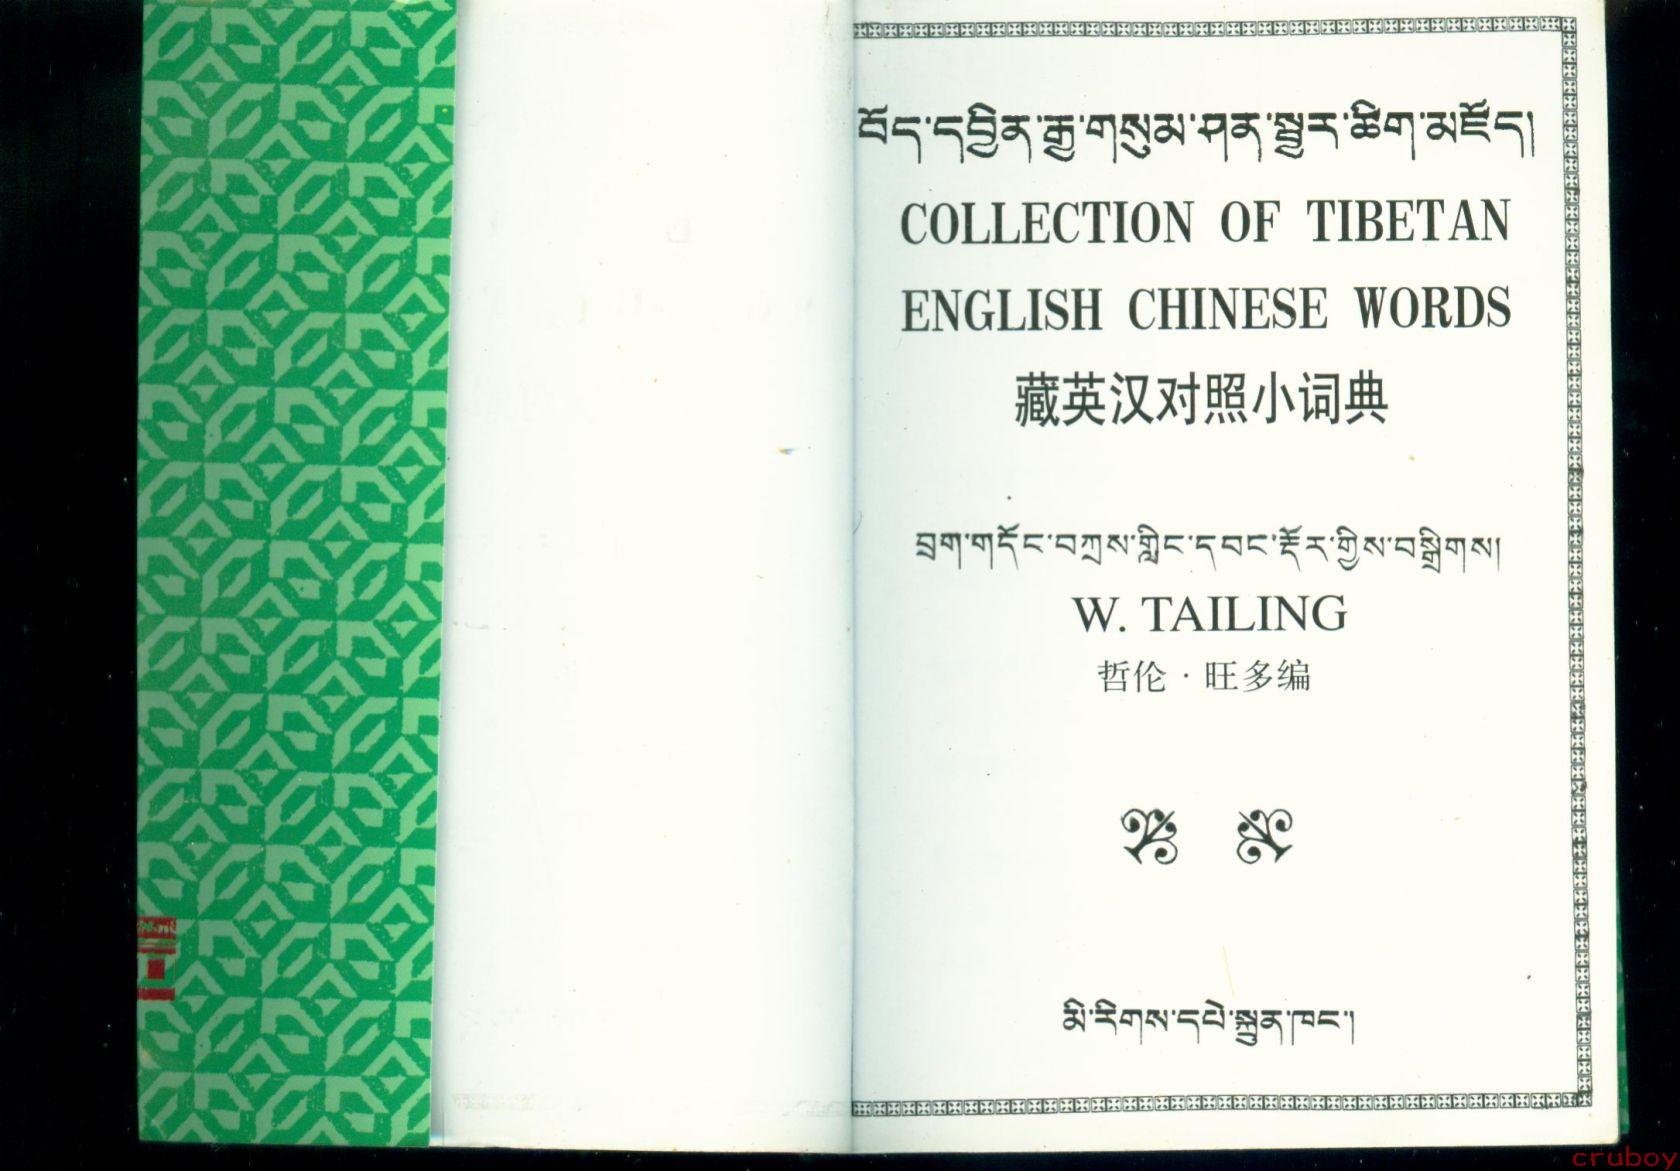 བོད་དབྱིན་རྒྱ་གསུམ་ཤན་སྦྱར་ཚིག་མཛོད།
COLLECTION OF TIBETAN
ENGLISH CHINESE WORDS
藏英汉对照小词典
བྲག་གདོང་བཀྲས་གླིང་དབང་རྡོར་གྱིས་བསྒྲིགས།
W. TAILING
哲伦·旺多编
མི་རིགས་དཔེ་སྐྲུན་ཁང་།
cruboy